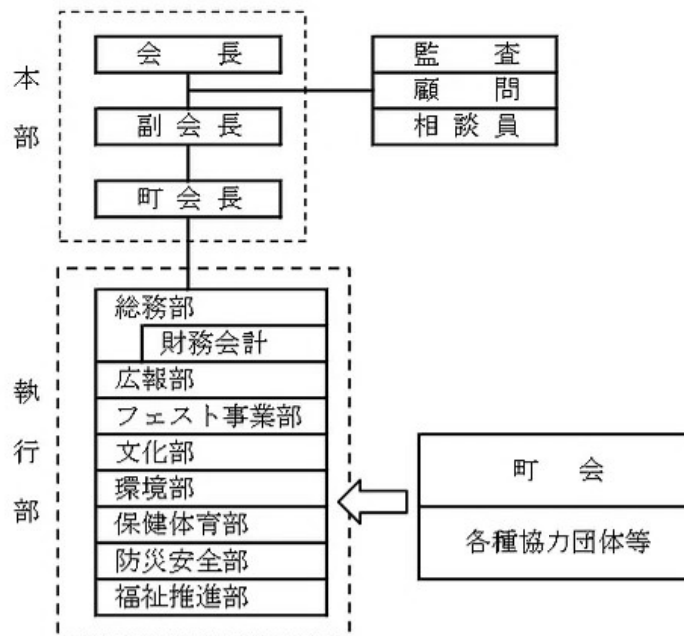 本部
会長
副会長
町会長
監査
顧問
相談員
執行部
総務部
財務会計
広報部
フェスト事業部
文化部
環境部
保健体育部
防災安全部
福祉推進部
町会
各種協力団体等